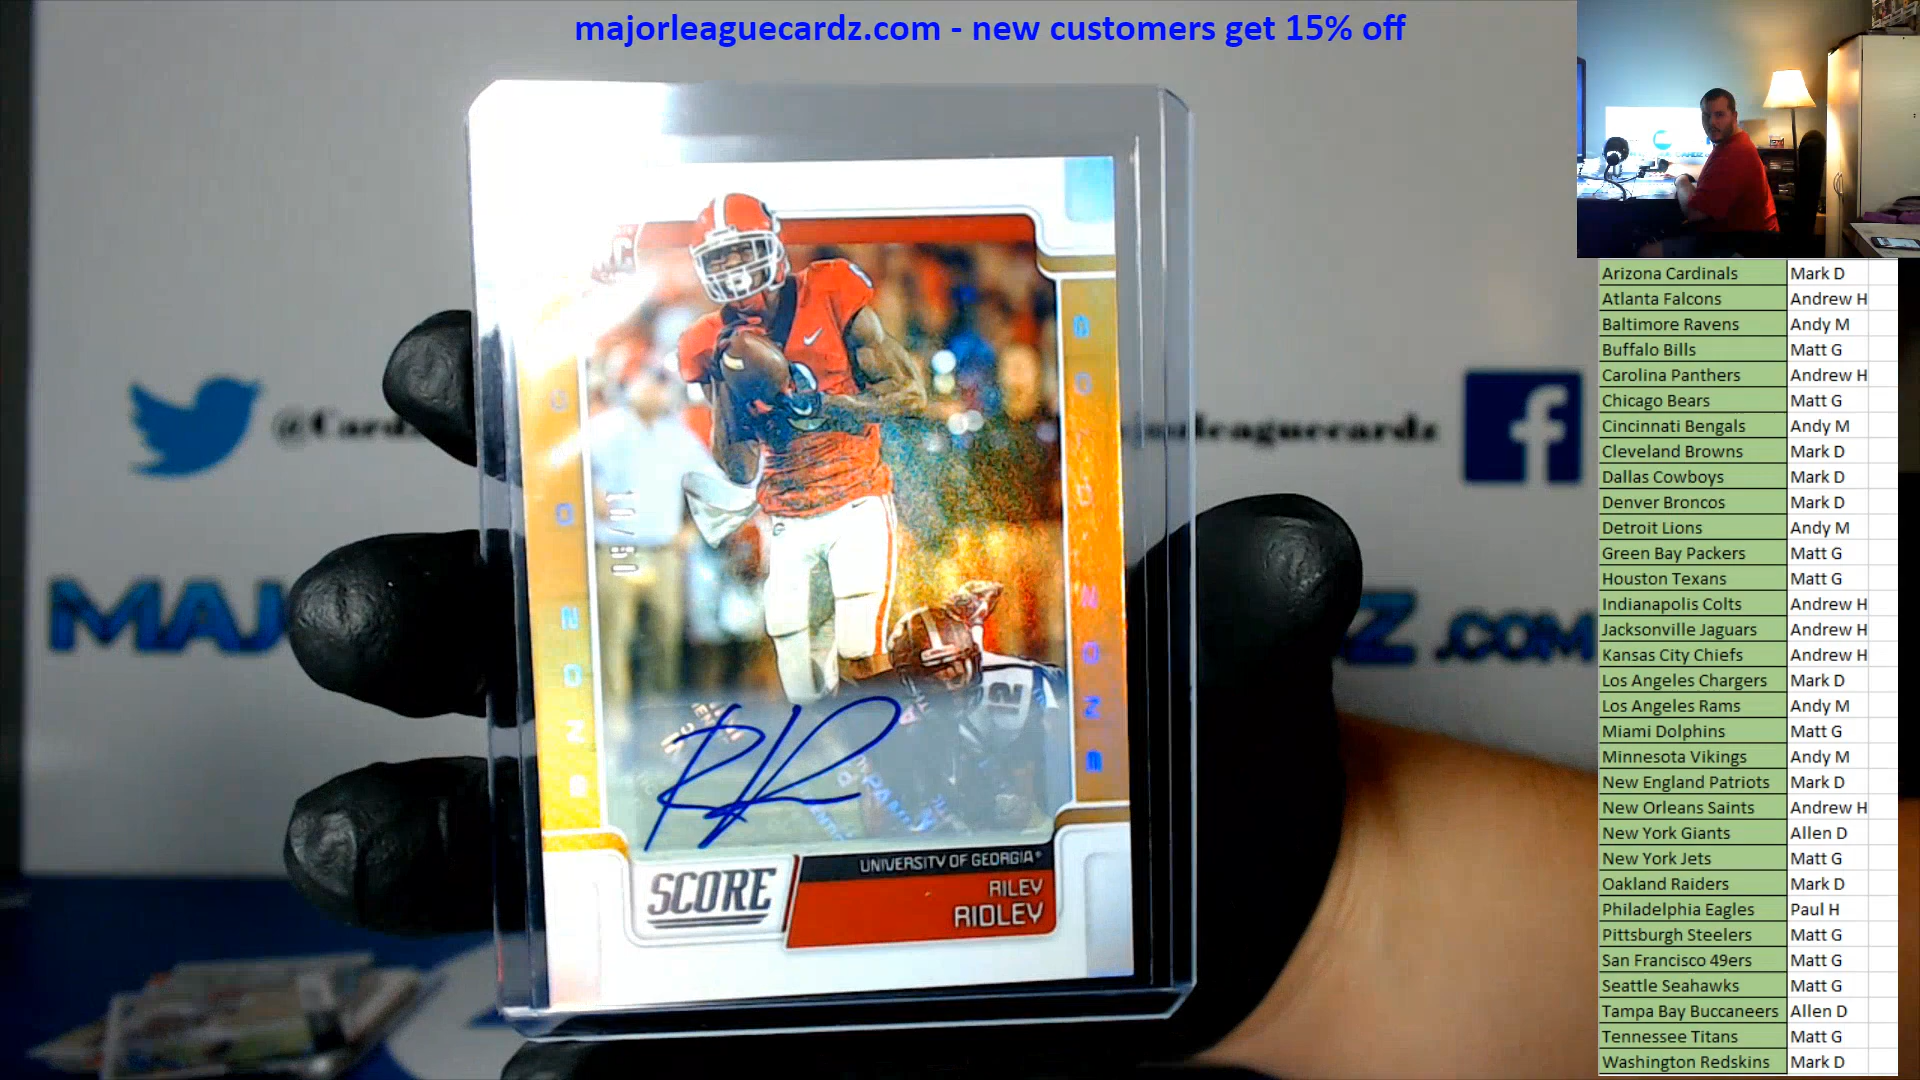 majorleaguecardz.com - new customers get 15% off
UNIVERSITY OF GEORGIA
SCORE
RILEY
RIDLEY
12
.COM
Arizona Cardinals Mark D
Atlanta Falcons Andrew H
Baltimore Ravens Andy M
Buffalo Bills Matt G
Carolina Panthers Andrew H
Chicago Bears Matt G
Cincinnati Bengals Andy M
Cleveland Browns Mark D
Dallas Cowboys Mark D
Denver Broncos Mark D
Detroit Lions Andy M
Green Bay Packers Matt G
Houston Texans Matt G
Indianapolis Colts Andrew H
Jacksonville Jaguars Andrew H
Kansas City Chiefs Andrew H
Los Angeles Chargers Mark D
Los Angeles Rams Andy M
Miami Dolphins Matt G
Minnesota Vikings Andy M
New England Patriots Mark D
New Orleans Saints Andrew H
New York Giants Allen D
New York Jets Matt G
Oakland Raiders Mark D
Philadelphia Eagles Paul H
Pittsburgh Steelers Matt G
San Francisco 49ers Matt G
Seattle Seahawks Matt G
Tampa Bay Buccaneers Allen D
Tennessee Titans Matt G
Washington Redskins Mark D